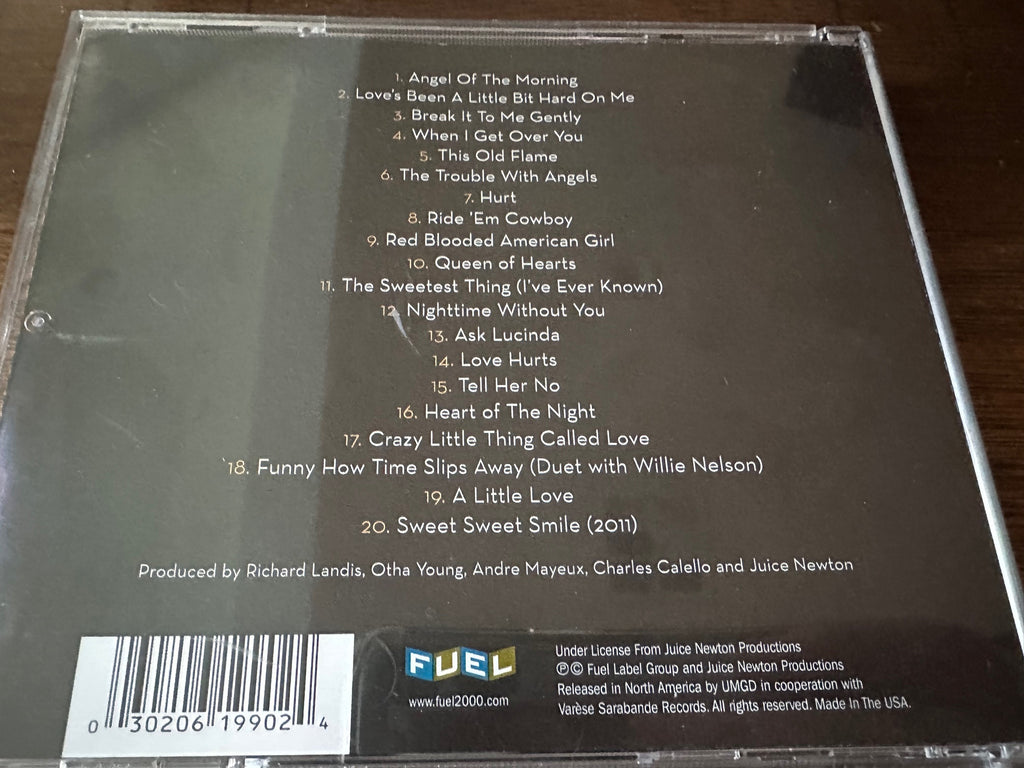 1. Angel Of The Morning
2. Love's Been A Little Bit Hard On Me
3. Break It To Me Gently
4. When I Get Over You
5. This Old Flame
6. The Trouble With Angels
7. Hurt
8. Ride 'Em Cowboy
9. Red Blooded American Girl
10. Queen of Hearts
11. The Sweetest Thing (I've Ever Known)
12. Nighttime Without You
13. Ask Lucinda
14. Love Hurts
15. Tell Her No
16. Heart of The Night
17. Crazy Little Thing Called Love
18. Funny How Time Slips Away (Duet with Willie Nelson)
19. A Little Love
20. Sweet Sweet Smile (2011)
Produced by Richard Landis, Otha Young, Andre Mayeux, Charles Calello and Juice Newton
0 30206 19902 4
FUEL
www.fuel2000.com
Under License From Juice Newton Productions
℗© Fuel Label Group and Juice Newton Productions
Released in North America by UMGD in cooperation with
Varèse Sarabande Records. All rights reserved. Made In The USA.